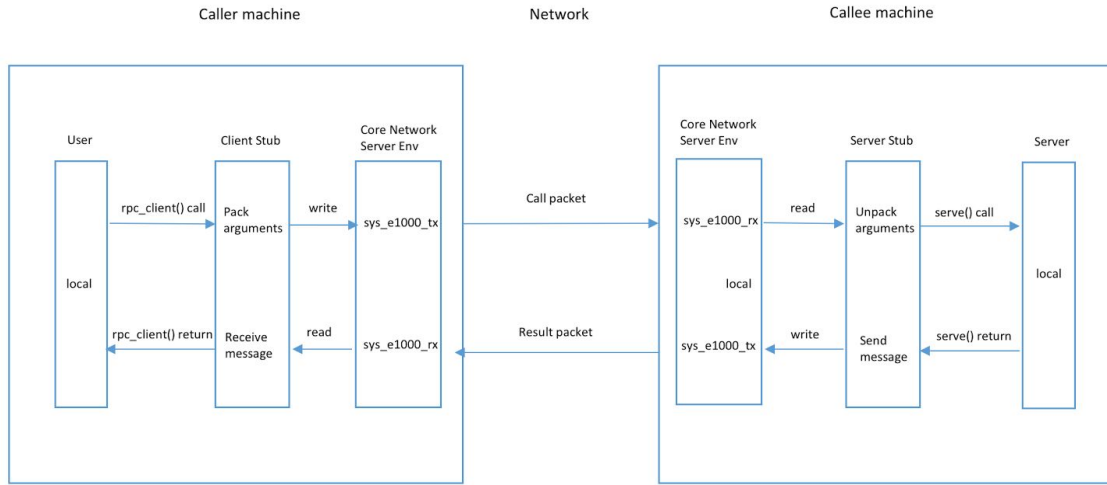 Caller machine
Network
Callee machine
User
Client Stub
Core Network
Server Env
Core Network
Server Env
Server Stub
Server
rpc_client() call
Pack
arguments
write
sys_e1000_tx
Call packet
sys_e1000_rx
read
Unpack
arguments
serve() call
local
local
local
rpc_client() return
Receive
message
read
sys_e1000_rx
Result packet
sys_e1000_tx
write
Send
message
serve() return